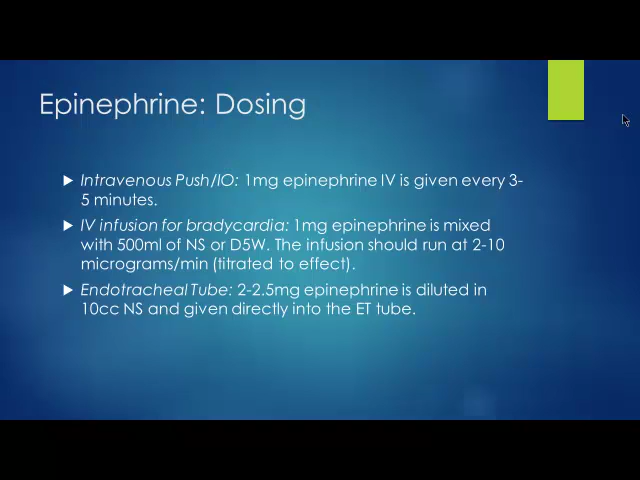 Epinephrine: Dosing
Intravenous Push/IO: 1mg epinephrine IV is given every 3-
5 minutes.
IV infusion for bradycardia: 1mg epinephrine is mixed
with 500ml of NS or D5W. The infusion should run at 2-10
micrograms/min (titrated to effect).
Endotracheal Tube: 2-2.5mg epinephrine is diluted in
10cc NS and given directly into the ET tube.